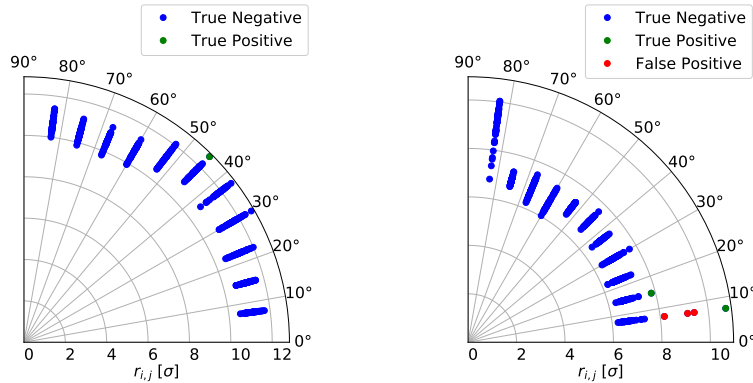 True Negative
True Positive
90°
80°
70°
60°
50°
40°
30°
20°
10°
0°
0 2 4 6 8 10 12
r_{i,j} [σ]
True Negative
True Positive
False Positive
90°
80°
70°
60°
50°
40°
30°
20°
10°
0°
0 2 4 6 8 10
r_{i,j} [σ]